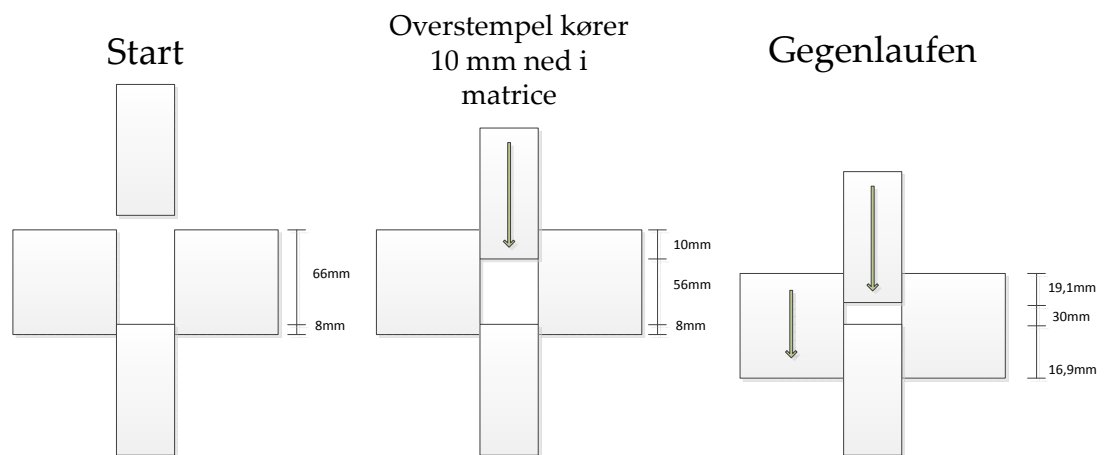 Start
66mm
8mm
Overstempel kører
10 mm ned i
matrice
10mm
56mm
8mm
Gegenlaufen
19,1mm
30mm
16,9mm